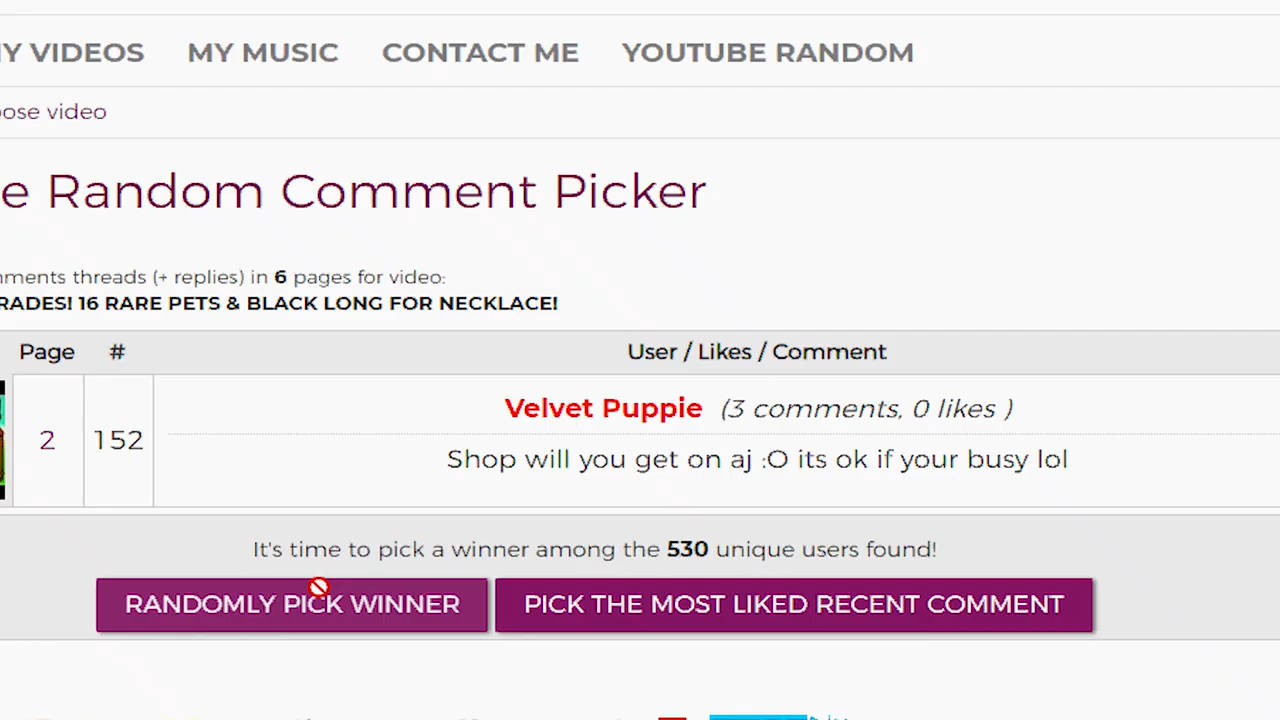 Y VIDEOS MY MUSIC CONTACT ME YOUTUBE RANDOM
ose video
e Random Comment Picker
mments threads (+ replies) in 6 pages for video:
RADES! 16 RARE PETS & BLACK LONG FOR NECKLACE!
Page # User / Likes / Comment
Velvet Puppie (3 comments, 0 likes )
2 152
Shop will you get on aj :O its ok if your busy lol
It's time to pick a winner among the 530 unique users found!
RANDOMLY PICK WINNER PICK THE MOST LIKED RECENT COMMENT